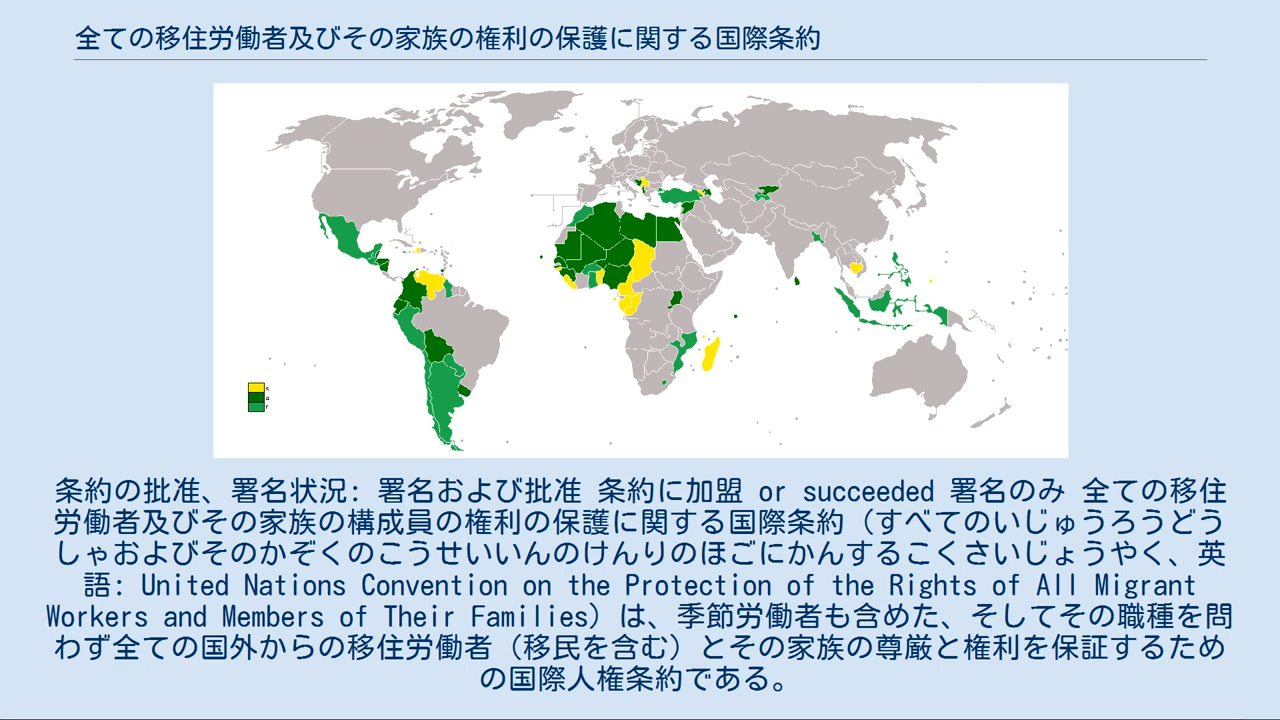 全ての移住労働者及びその家族の権利の保護に関する国際条約
s
a
r
条約の批准、署名状況: 署名および批准 条約に加盟 or succeeded 署名のみ 全ての移住
労働者及びその家族の構成員の権利の保護に関する国際条約（すべてのいじゅうろうどう
しゃおよびそのかぞくのこうせいいんのけんりのほごにかんするこくさいじょうやく、英
語: United Nations Convention on the Protection of the Rights of All Migrant
Workers and Members of Their Families）は、季節労働者も含めた、そしてその職種を問
わず全ての国外からの移住労働者（移民を含む）とその家族の尊厳と権利を保証するため
の国際人権条約である。